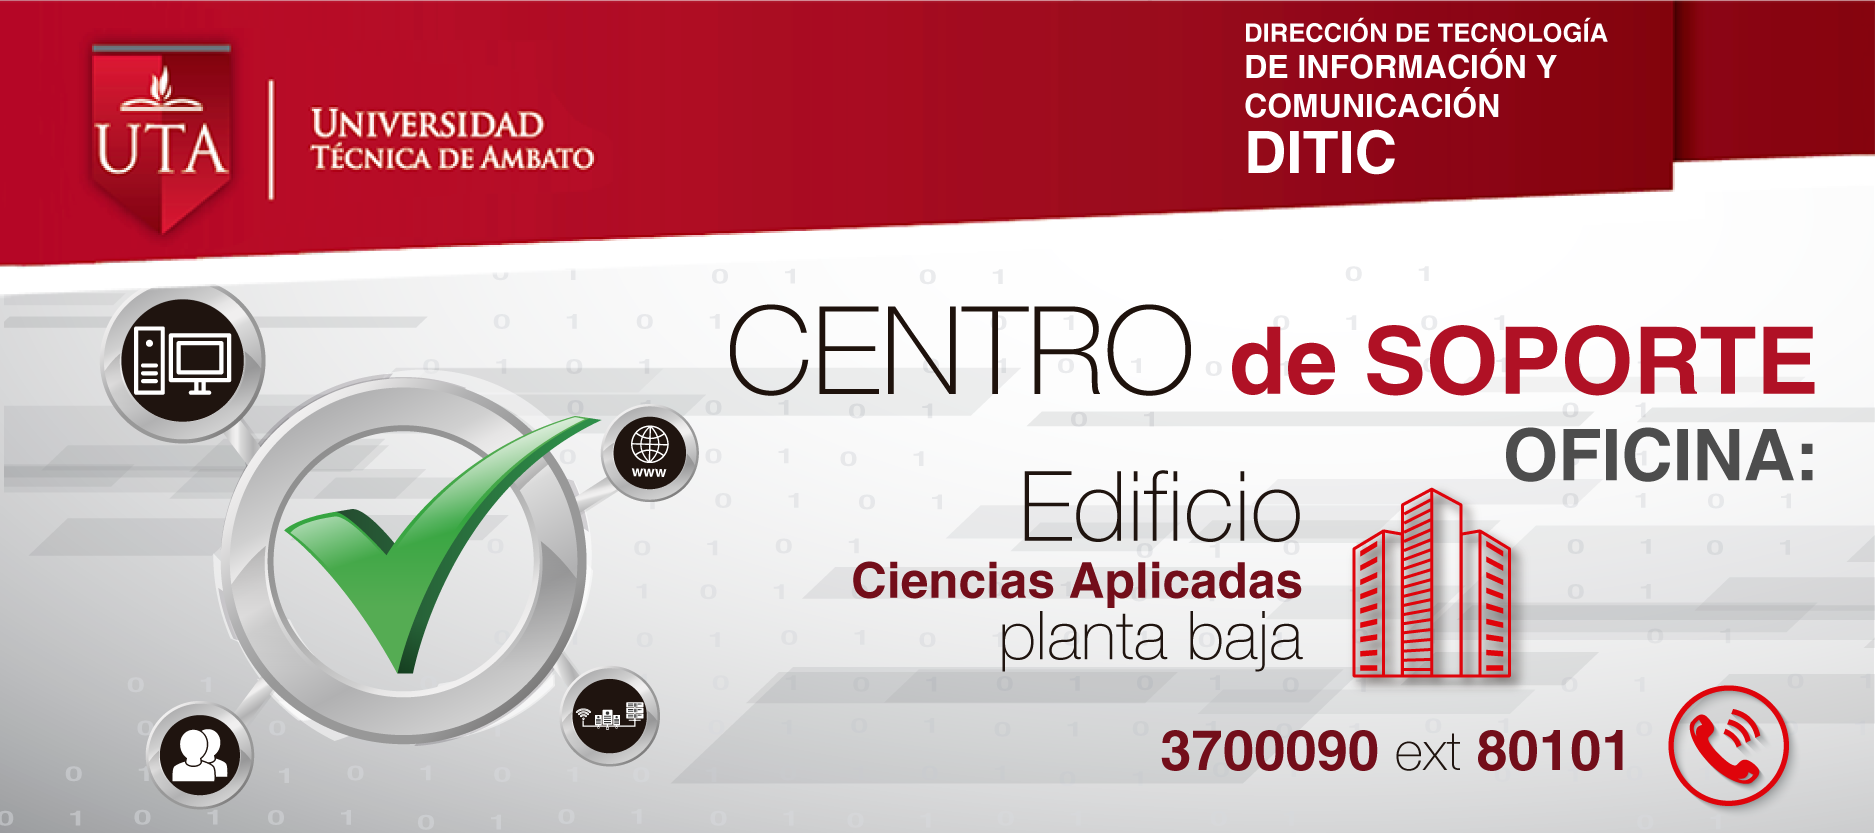 UTA
UNIVERSIDAD
TÉCNICA DE AMBATO
DIRECCIÓN DE TECNOLOGÍA
DE INFORMACIÓN Y
COMUNICACIÓN
DITIC
CENTRO de SOPORTE
OFICINA:
www
Edificio
Ciencias Aplicadas
planta baja
3700090 ext 80101